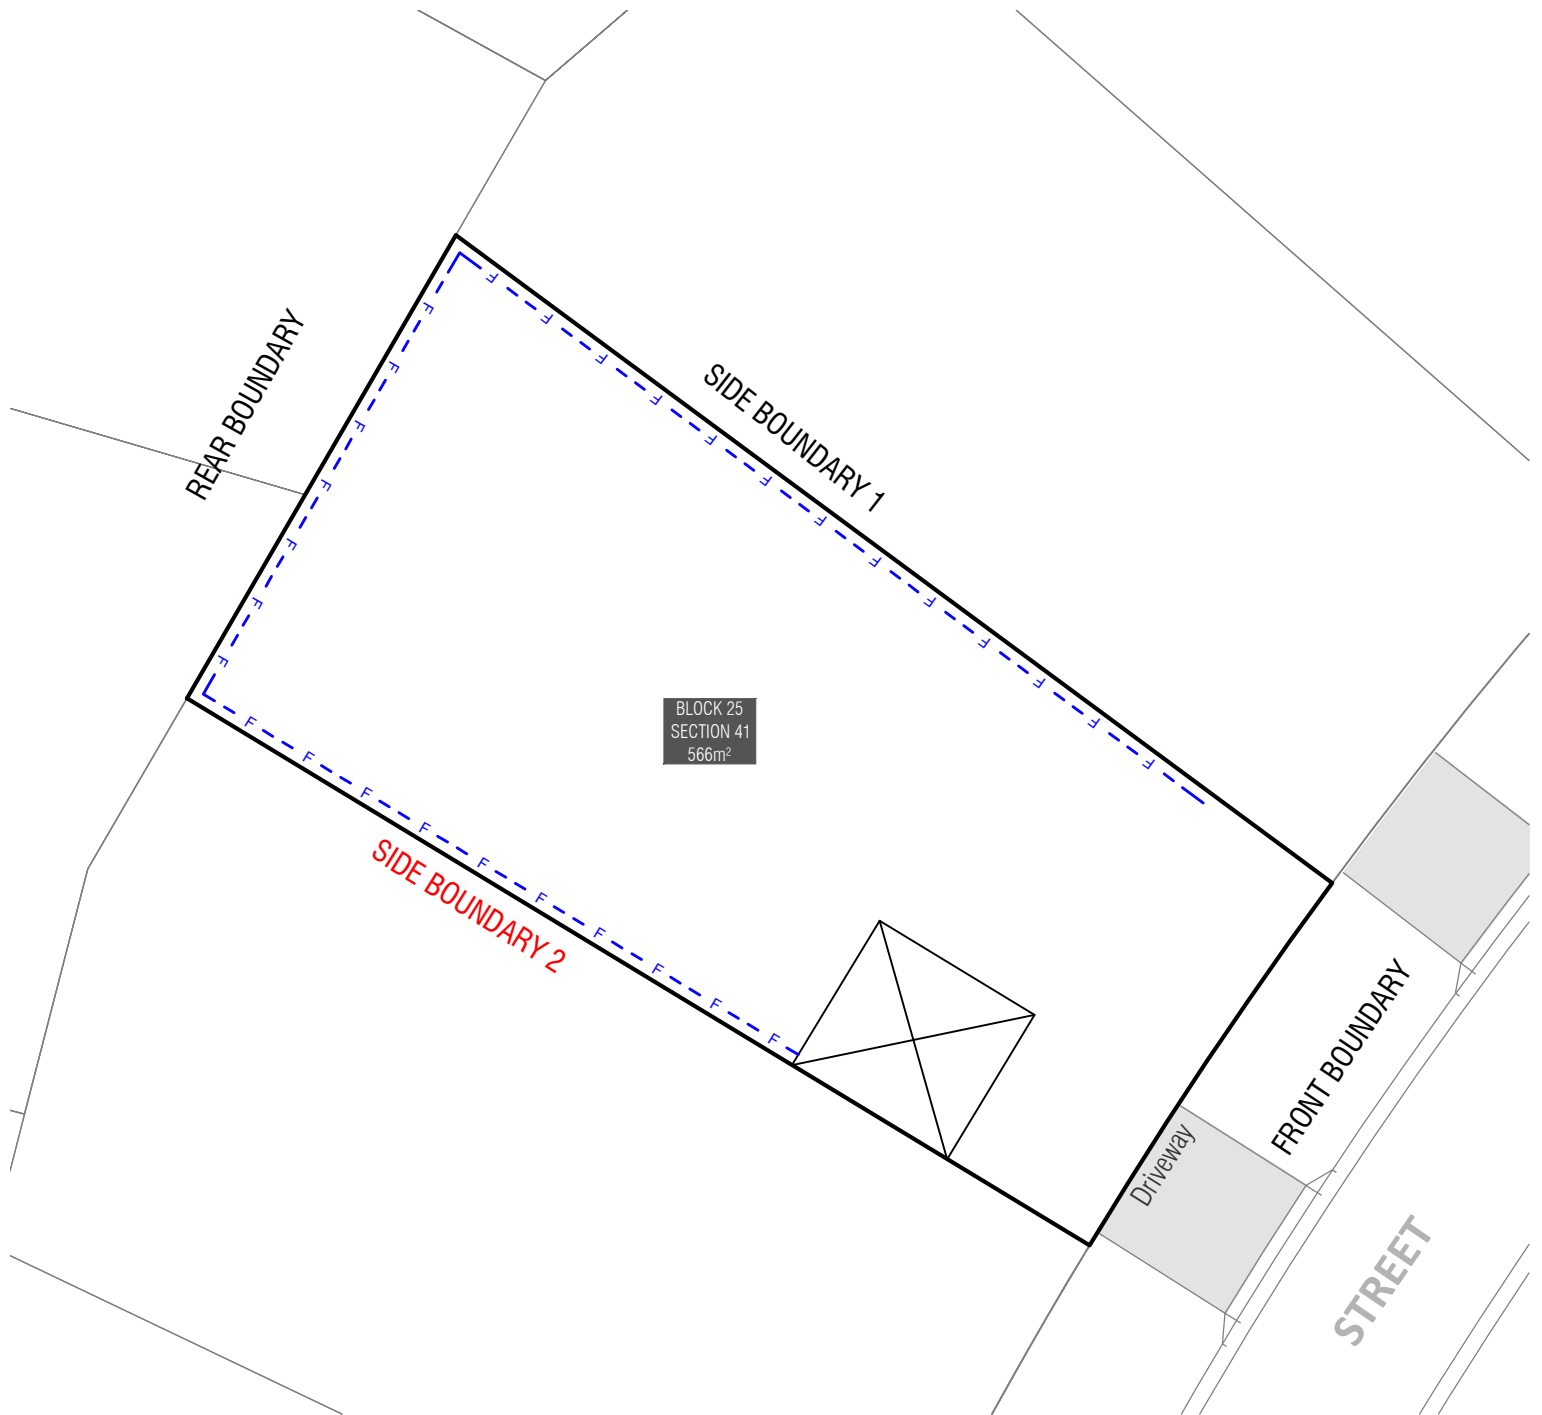 REAR BOUNDARY
SIDE BOUNDARY 1
BLOCK 25
SECTION 41
566m²
SIDE BOUNDARY 2
FRONT BOUNDARY
Driveway
STREET
F F F F F F F F F F F F F
F F F F F F F
F F F F F F F F F F